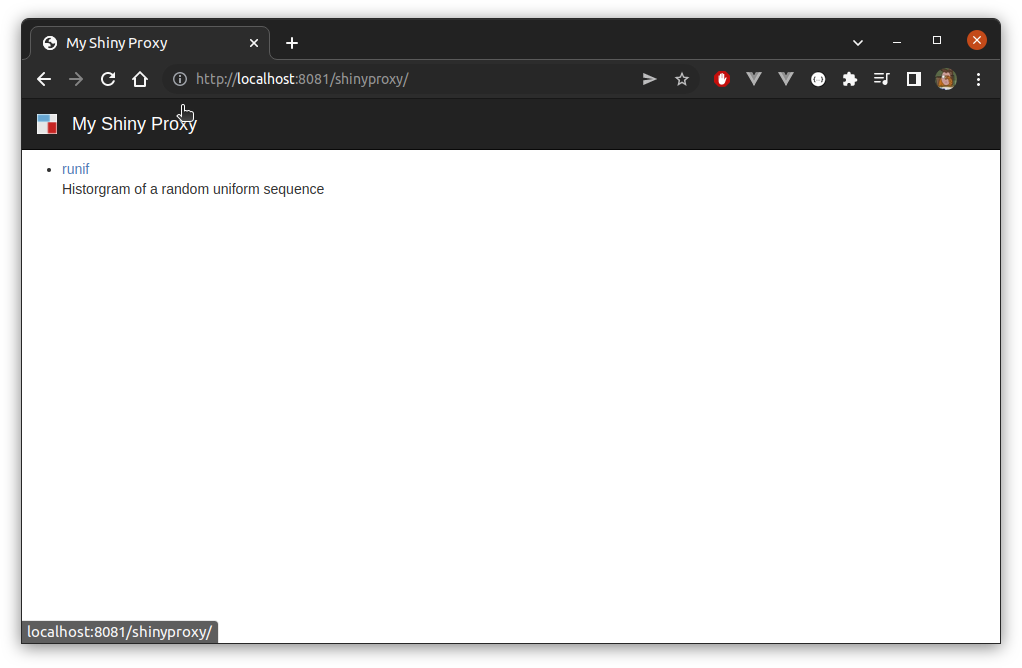 My Shiny Proxy
http://localhost:8081/shinyproxy/
My Shiny Proxy
runif
Historgram of a random uniform sequence
localhost:8081/shinyproxy/